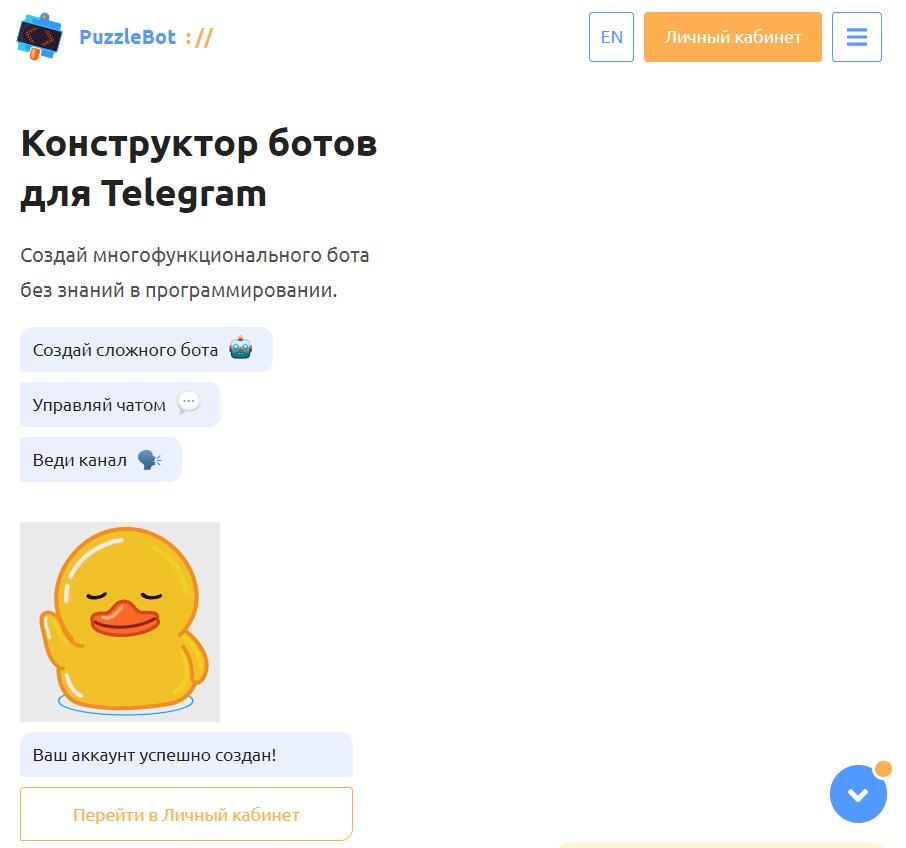 PuzzleBot ://
EN
Личный кабинет
Конструктор ботов
для Telegram
Создай многофункционального бота
без знаний в программировании.
Создай сложного бота
Управляй чатом
Веди канал
Ваш аккаунт успешно создан!
Перейти в Личный кабинет